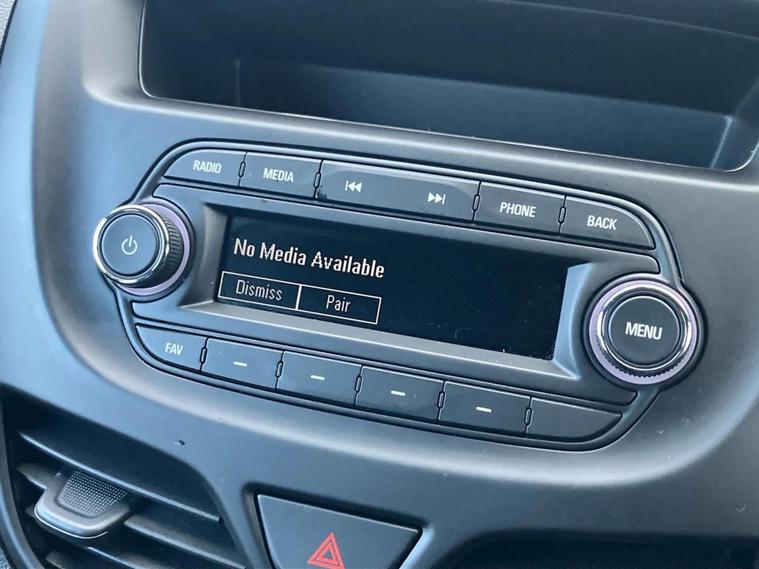 RADIO MEDIA PHONE BACK
No Media Available
Dismiss Pair
MENU
FAV